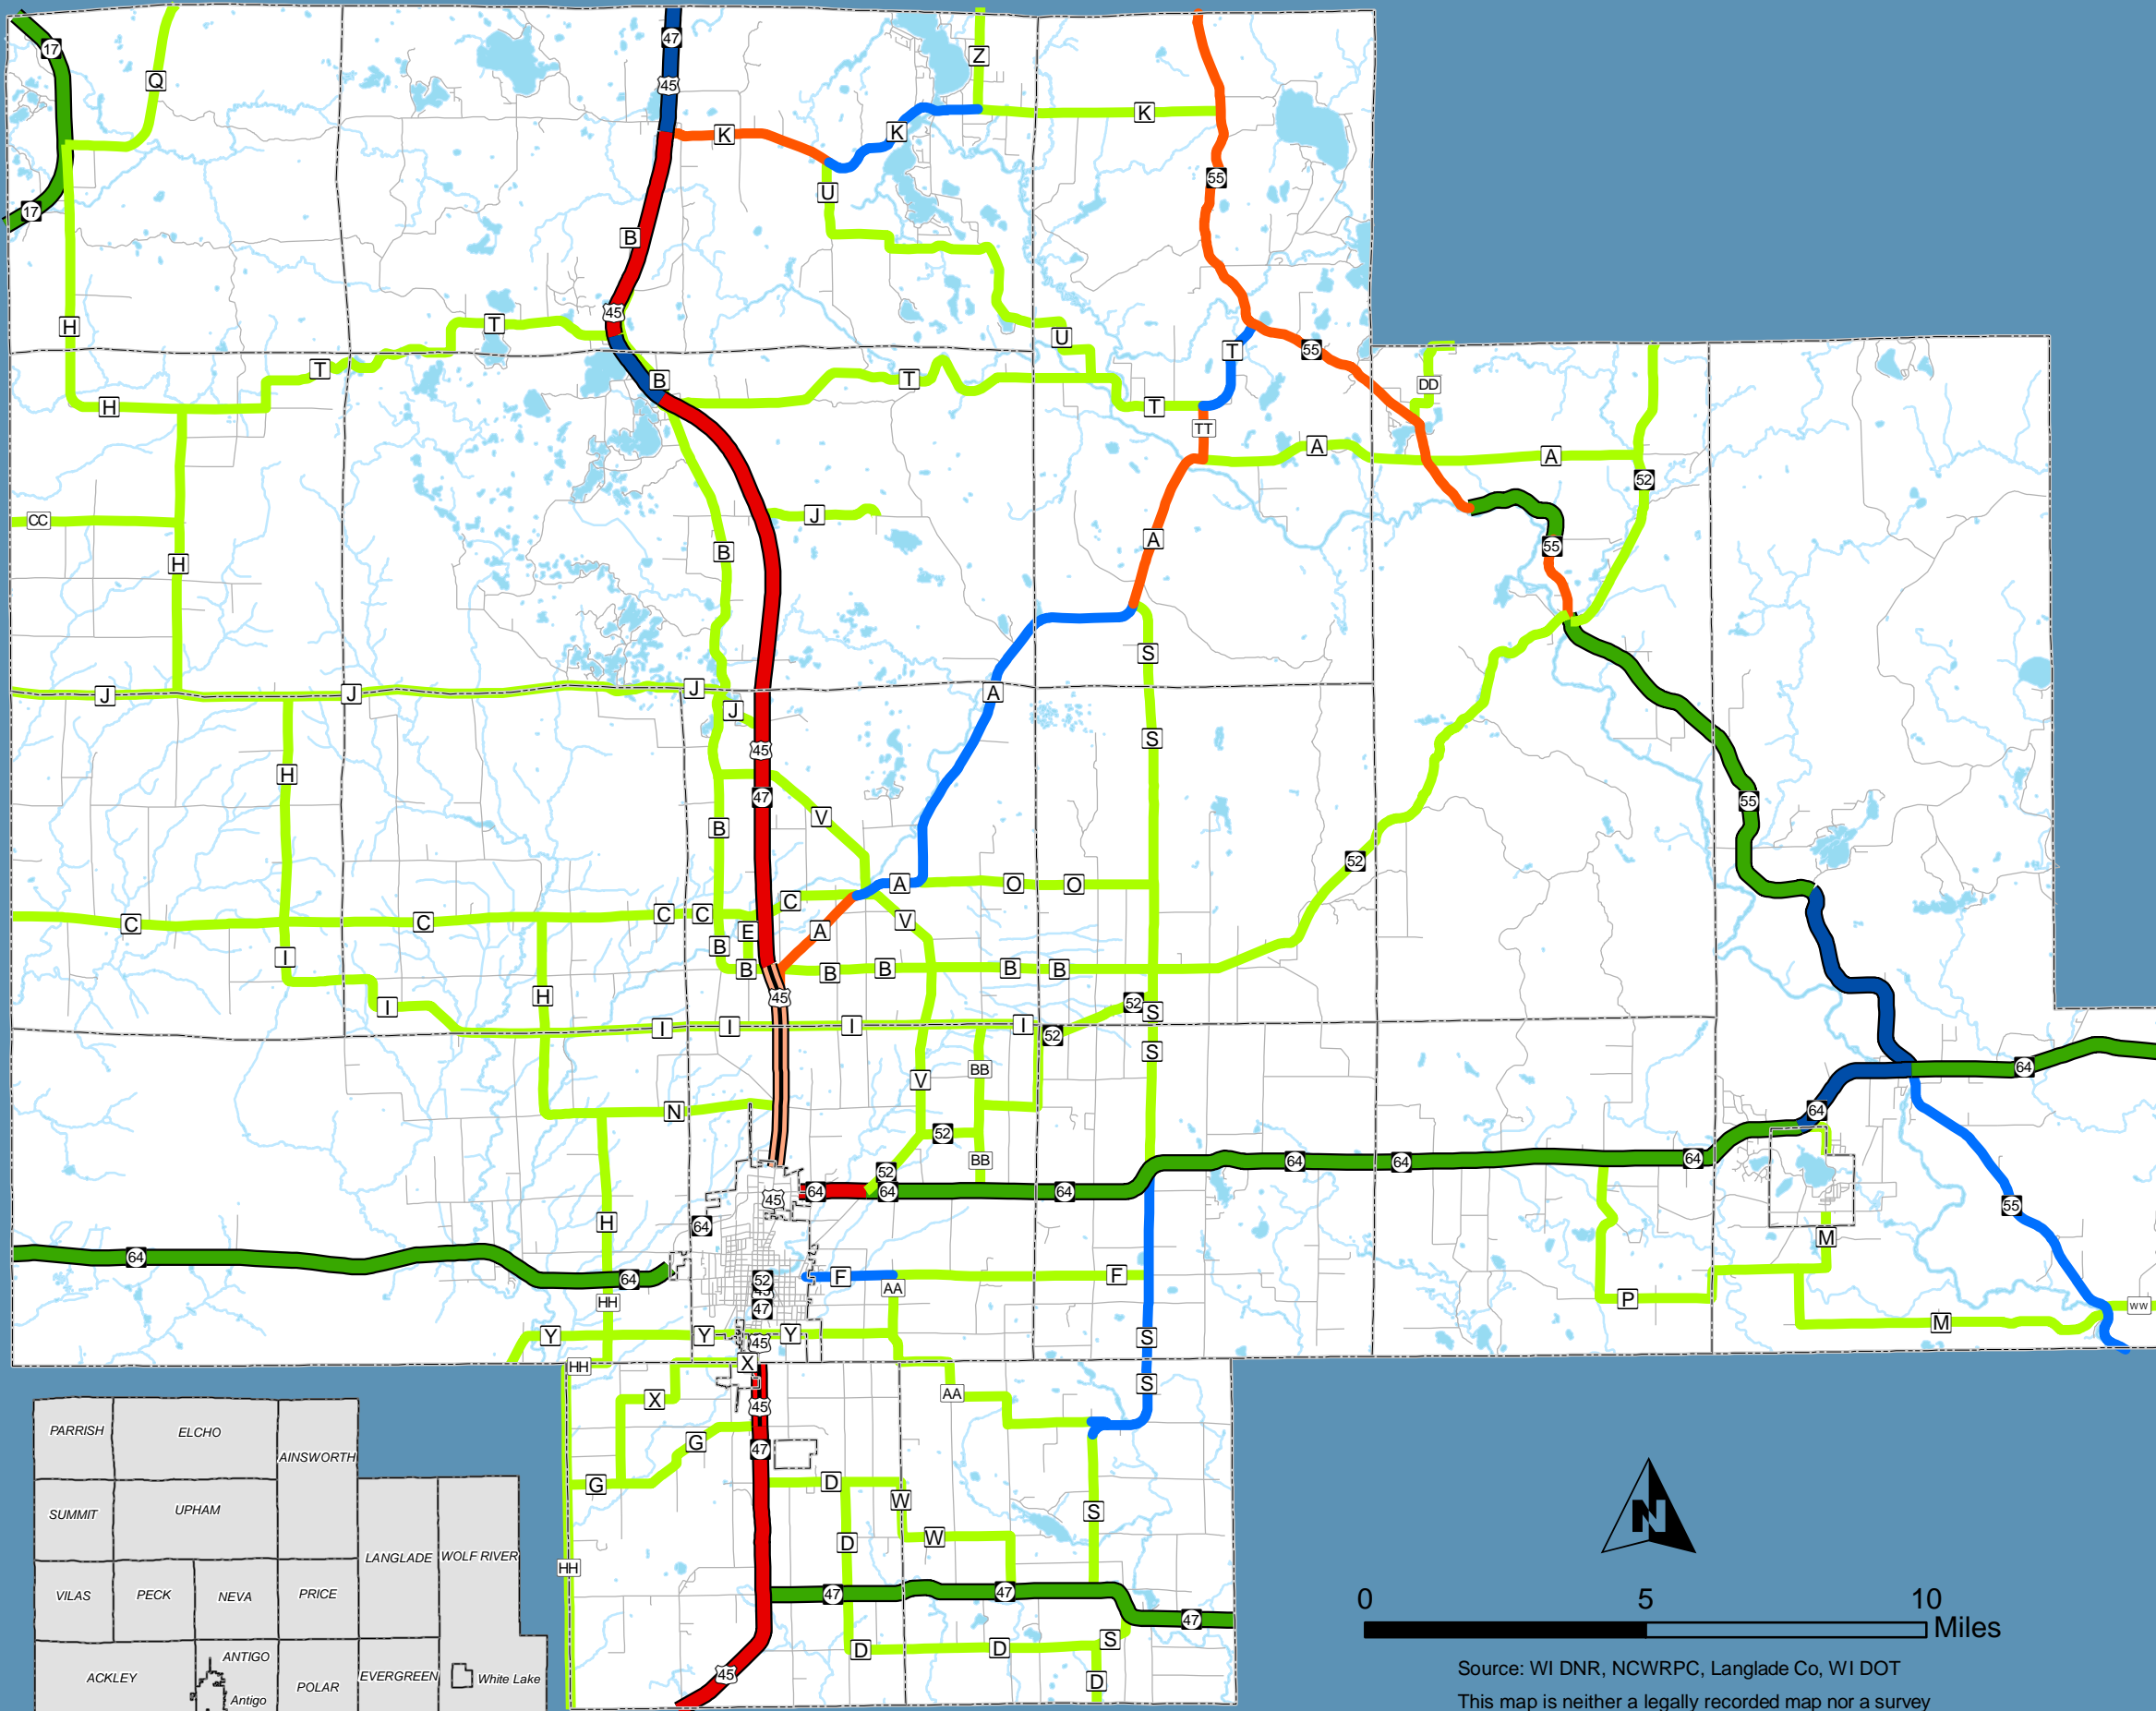 47
17
Z
Q
45
K
K
K
17
U
55
B
45
H
T
U
T
55
T
B
T
DD
H
T
TT
A
A
52
CC
J
A
55
B
H
S
J
J
J
A
J
S
45
H
47
55
V
B
52
A
O
O
C
C
C
C
C
A
E
V
B
I
B
B
B
B
B
H
45
52
S
I
52
I
I
I
I
S
V
BB
64
N
64
52
BB
64
64
64
52
64
64
64
45
55
H
64
M
64
F
F
64
52
AA
45
47
HH
P
WW
Y
Y
Y
45
S
M
X
HH
S
AA
X
45
G
47
D
G
W
S
W
D
HH
47
47
47
S
D
D
45
D
PARRISH
ELCHO
AINSWORTH
SUMMIT
UPHAM
LANGLADE
WOLF RIVER
VILAS
PECK
NEVA
PRICE
ANTIGO
ACKLEY
POLAR
EVERGREEN
White Lake
Antigo
N
0
5
10
Miles
Source: WI DNR, NCWRPC, Langlade Co, WI DOT
This map is neither a legally recorded map nor a survey